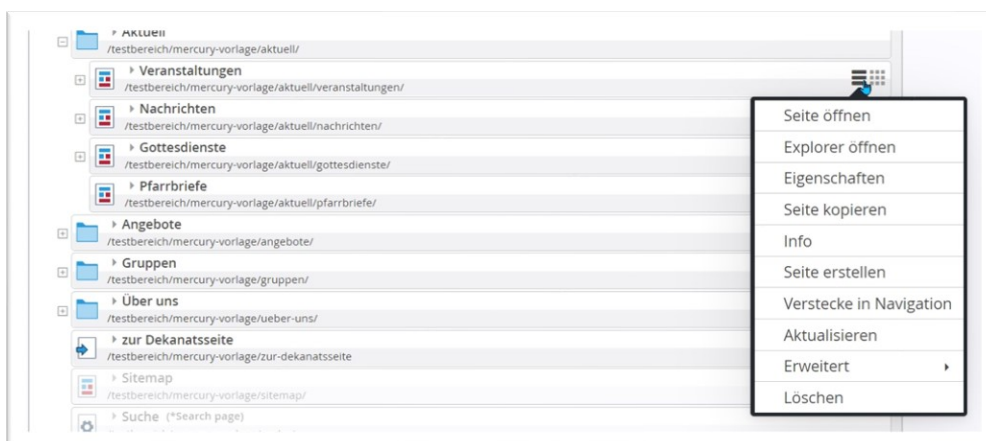 Aktuell
/testbereich/mercury-vorlage/aktuell/
Veranstaltungen
/testbereich/mercury-vorlage/aktuell/veranstaltungen/
Nachrichten
/testbereich/mercury-vorlage/aktuell/nachrichten/
Gottesdienste
/testbereich/mercury-vorlage/aktuell/gottesdienste/
Pfarrbriefe
/testbereich/mercury-vorlage/aktuell/pfarrbriefe/
Angebote
/testbereich/mercury-vorlage/angebote/
Gruppen
/testbereich/mercury-vorlage/gruppen/
Über uns
/testbereich/mercury-vorlage/ueber-uns/
zur Dekanatsseite
/testbereich/mercury-vorlage/zur-dekanatsseite
Sitemap
/testbereich/mercury-vorlage/sitemap/
Suche (*Search page)
Seite öffnen
Explorer öffnen
Eigenschaften
Seite kopieren
Info
Seite erstellen
Verstecke in Navigation
Aktualisieren
Erweitert
Löschen